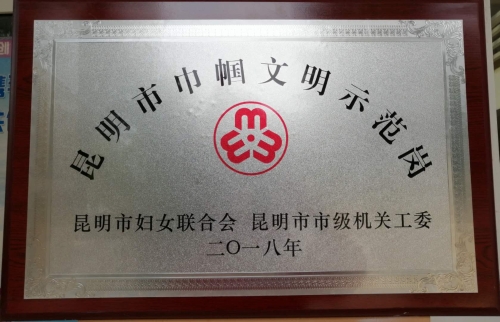 昆明市巾帼文明示范岗
昆明市妇女联合会 昆明市市级机关工委
二〇一八年